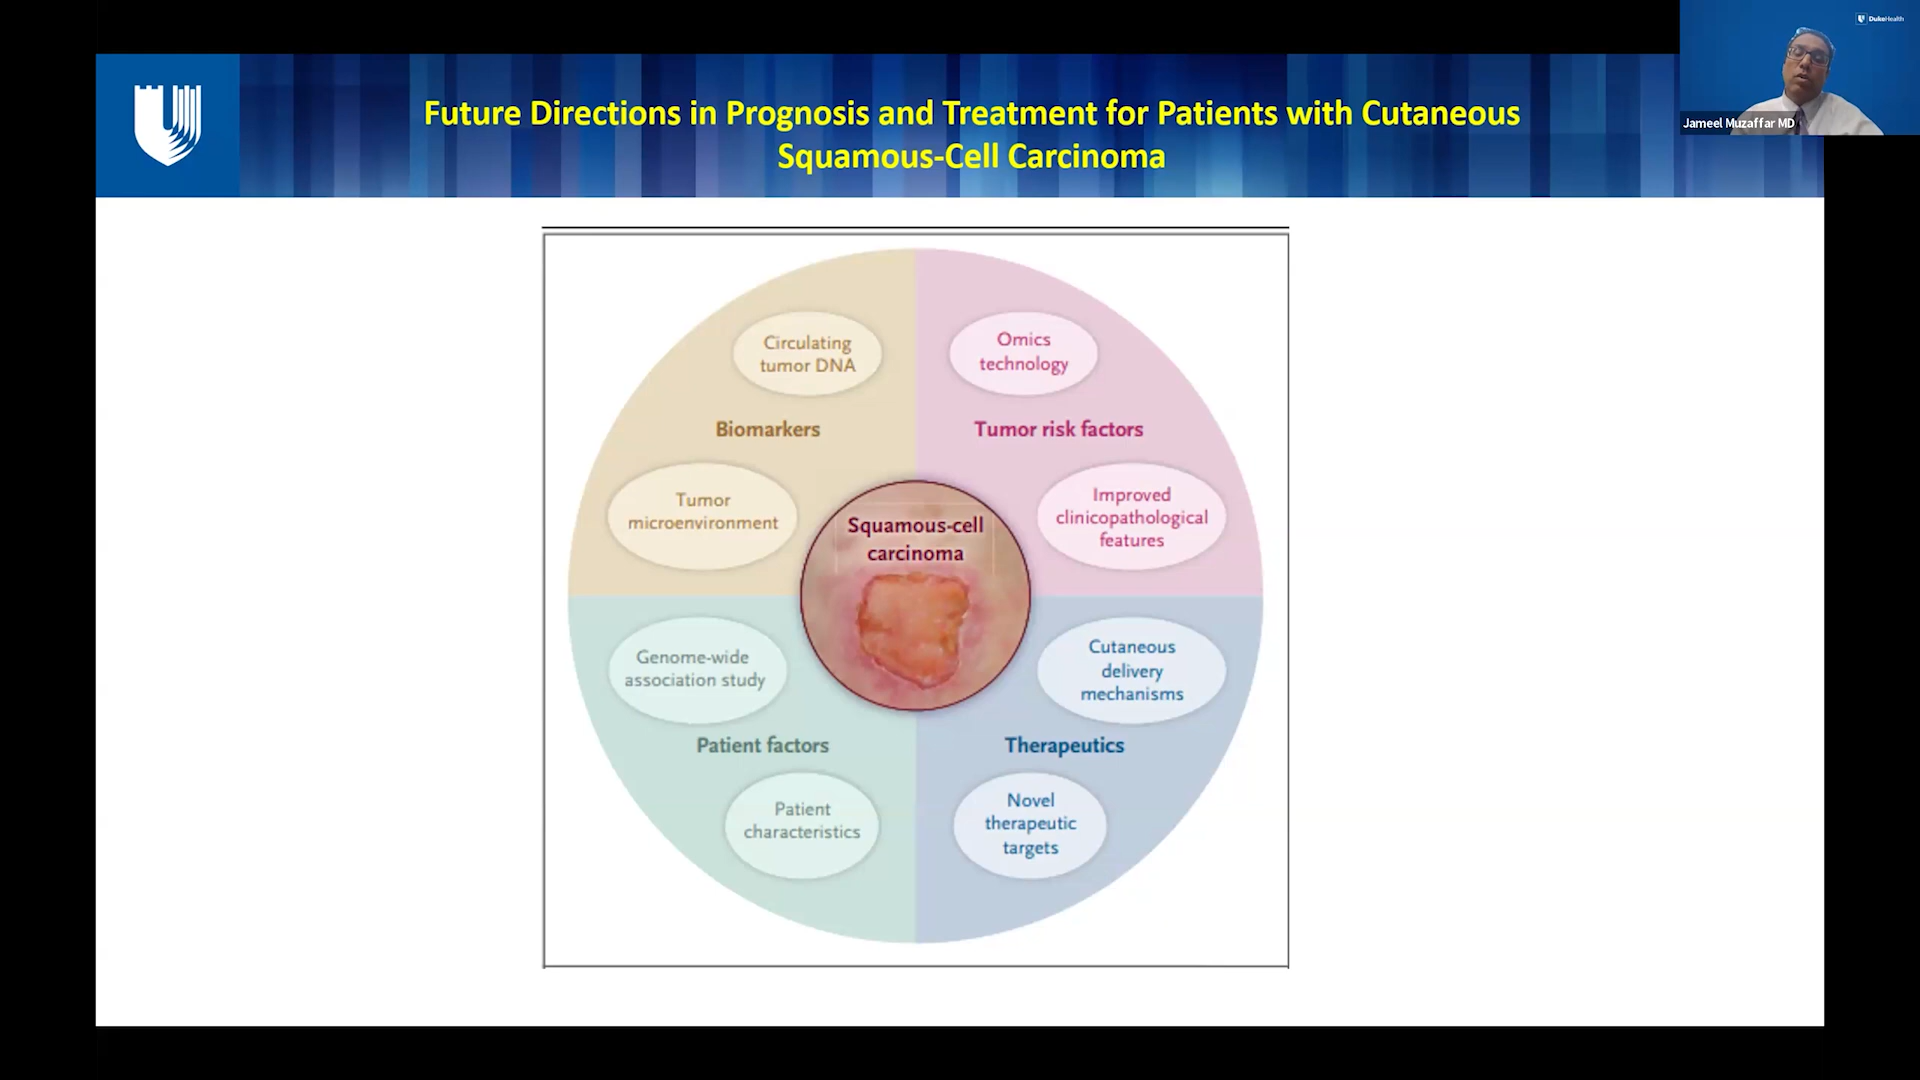 DukeHealth
Jameel Muzaffar MD
Future Directions in Prognosis and Treatment for Patients with Cutaneous
Squamous-Cell Carcinoma
Circulating
tumor DNA
Biomarkers
Tumor
microenvironment
Omics
technology
Tumor risk factors
Improved
clinicopathological
features
Squamous-cell
carcinoma
Genome-wide
association study
Patient factors
Patient
characteristics
Cutaneous
delivery
mechanisms
Therapeutics
Novel
therapeutic
targets